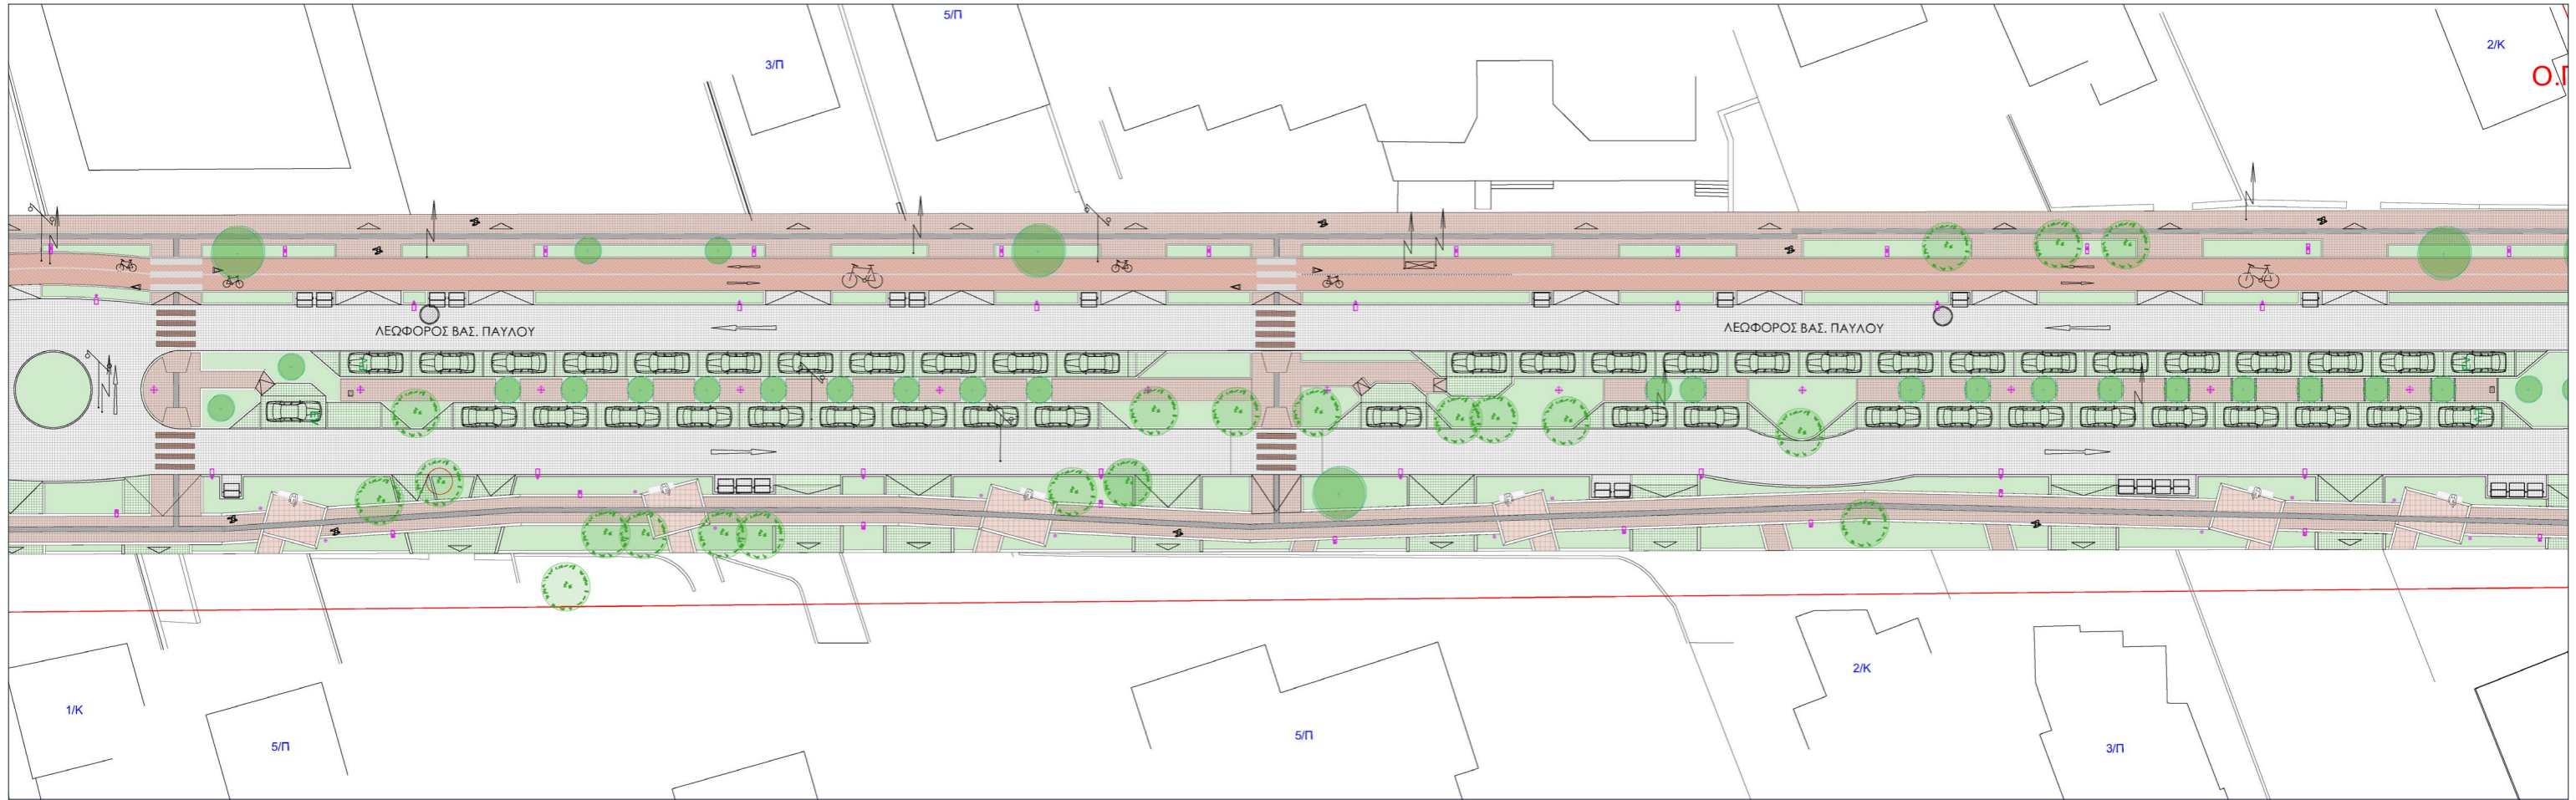 5/Π
3/Π
2/Κ
Ο.Γ
ΛΕΩΦΟΡΟΣ ΒΑΣ. ΠΑΥΛΟΥ
ΛΕΩΦΟΡΟΣ ΒΑΣ. ΠΑΥΛΟΥ
2/Κ
1/Κ
5/Π
5/Π
3/Π